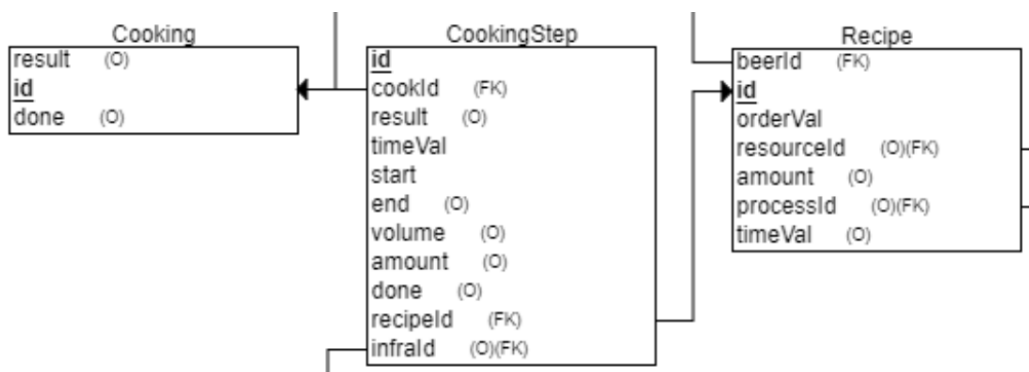 Cooking
result (O)
id
done (O)
CookingStep
id
cookId (FK)
result (O)
timeVal
start
end (O)
volume (O)
amount (O)
done (O)
recipeId (FK)
infraId (O)(FK)
Recipe
beerId (FK)
id
orderVal
resourceId (O)(FK)
amount (O)
processId (O)(FK)
timeVal (O)